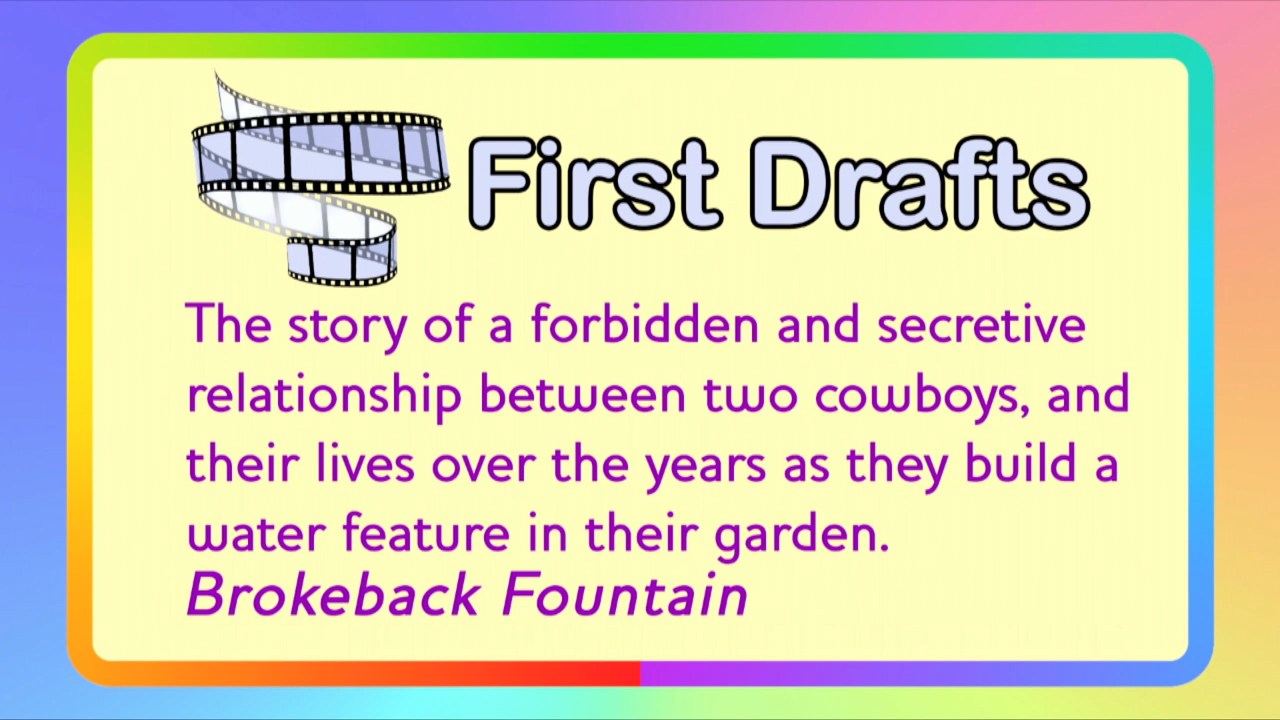 First Drafts
The story of a forbidden and secretive
relationship between two cowboys, and
their lives over the years as they build a
water feature in their garden.
Brokeback Fountain